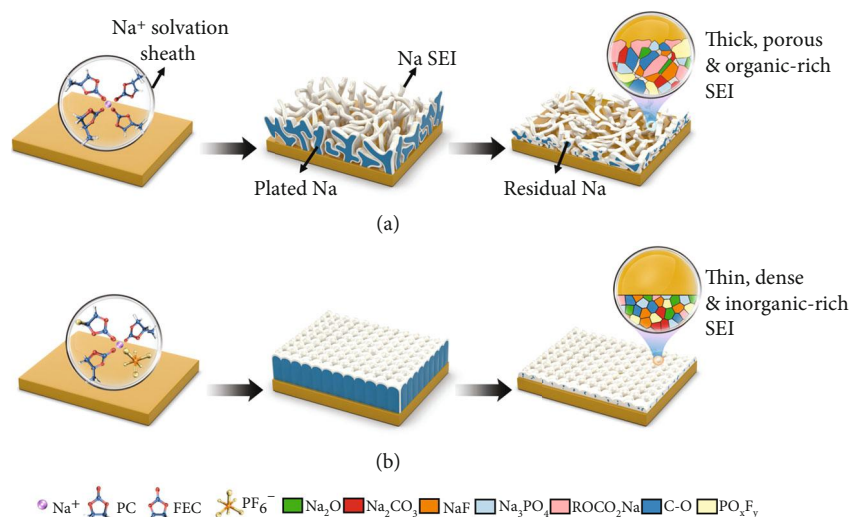 Na⁺ solvation
sheath
Na SEI
Thick, porous
& organic-rich
SEI
Plated Na
Residual Na
(a)
Thin, dense
& inorganic-rich
SEI
(b)
Na⁺ PC FEC PF₆⁻ Na₂O Na₂CO₃ NaF Na₃PO₄ ROCO₂Na C-O POₓFᵧ